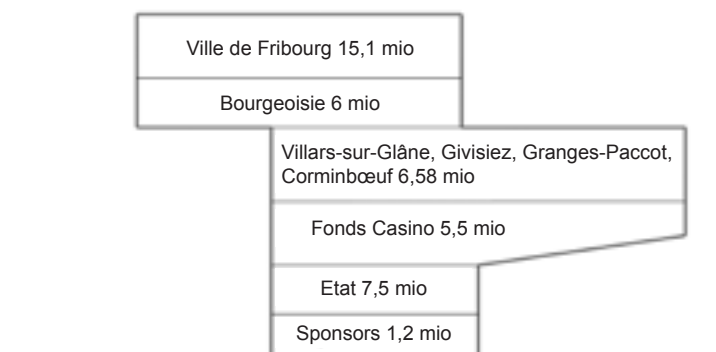 Ville de Fribourg 15,1 mio
Bourgeoisie 6 mio
Villars-sur-Glâne, Givisiez, Granges-Paccot,
Corminbœuf 6,58 mio
Fonds Casino 5,5 mio
Etat 7,5 mio
Sponsors 1,2 mio